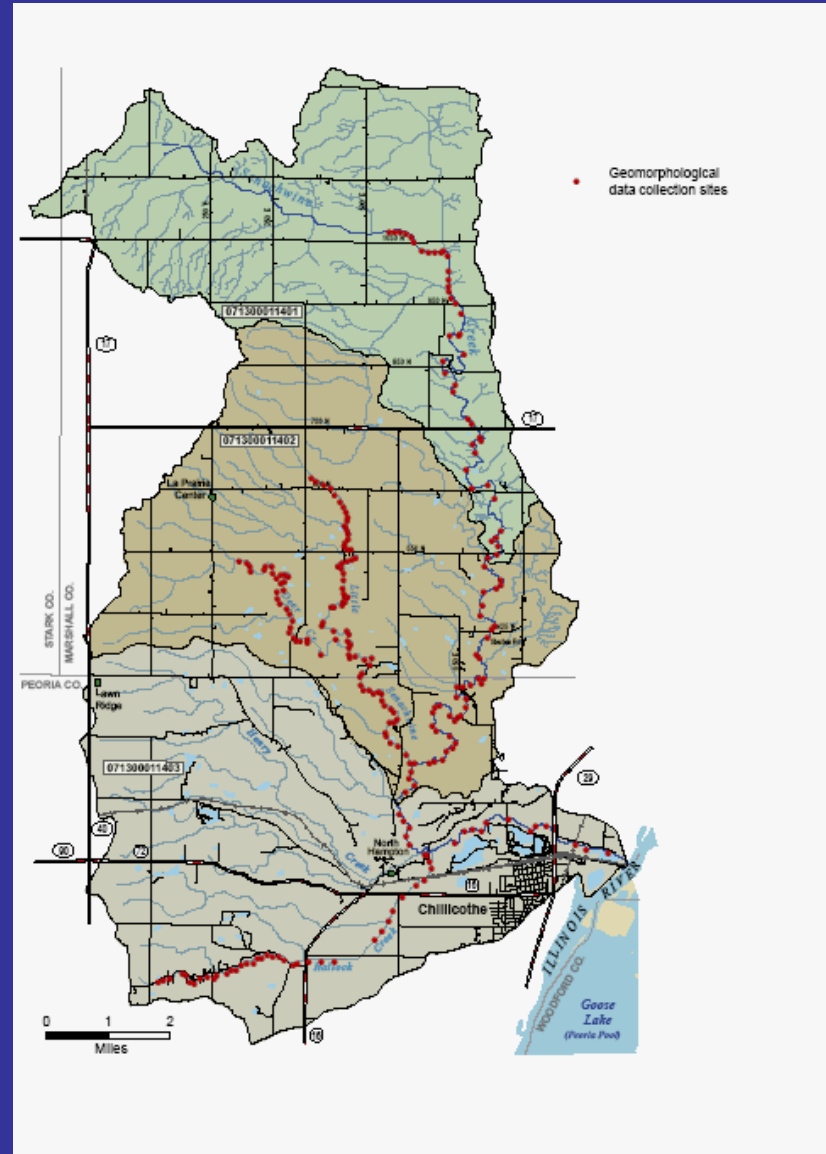 Geomorphological
data collection sites
Senachwine
Creek
071300011401
17
17
071300011402
La Prairie
Center
Little
Senachwine
STARK CO.
MARSHALL CO.
PEORIA CO.
Lawn
Ridge
Henry
Creek
071300011403
29
40
90
North
Hampton
Chillicothe
Hallock
Creek
ILLINOIS RIVER
WOODFORD CO.
Goose
Lake
(Peoria Pool)
0 1 2
Miles